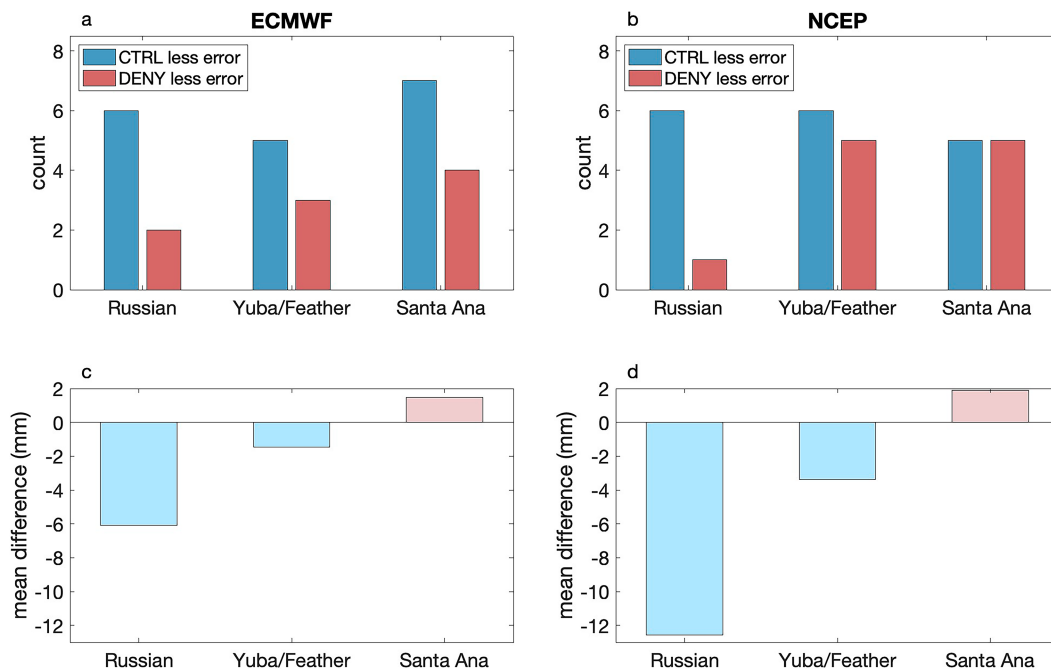 a
ECMWF
8
6
4
2
0
count
CTRL less error
DENY less error
Russian
Yuba/Feather
Santa Ana
b
NCEP
8
6
4
2
0
count
CTRL less error
DENY less error
Russian
Yuba/Feather
Santa Ana
c
2
0
-2
-4
-6
-8
-10
-12
mean difference (mm)
Russian
Yuba/Feather
Santa Ana
d
2
0
-2
-4
-6
-8
-10
-12
mean difference (mm)
Russian
Yuba/Feather
Santa Ana